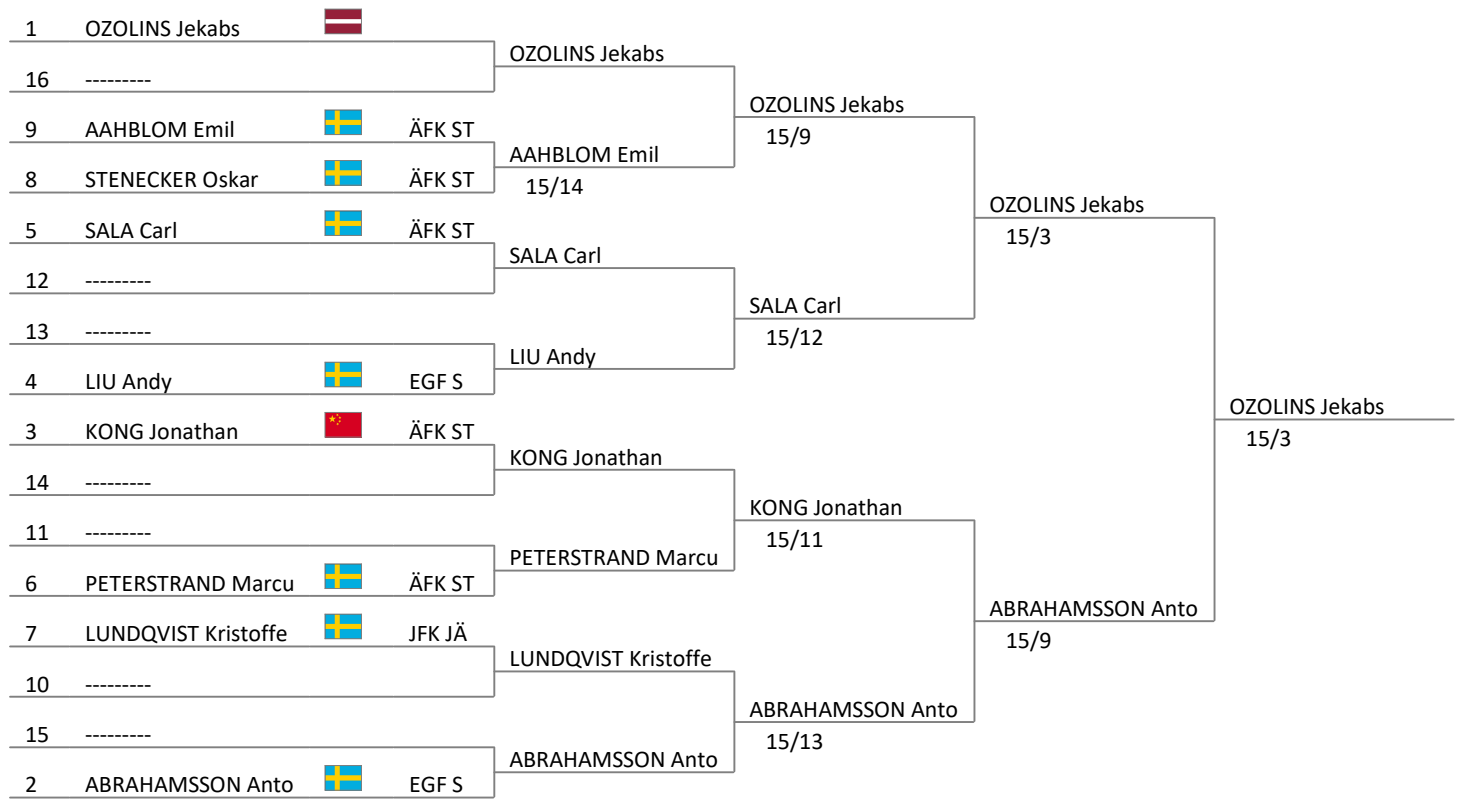 1 OZOLINS Jekabs
16 ---------
9 AAHBLOM Emil ÄFK ST
8 STENECKER Oskar ÄFK ST
5 SALA Carl ÄFK ST
12 ---------
13 ---------
4 LIU Andy EGF S
3 KONG Jonathan ÄFK ST
14 ---------
11 ---------
6 PETERSTRAND Marcu ÄFK ST
7 LUNDQVIST Kristoffe JFK JÄ
10 ---------
15 ---------
2 ABRAHAMSSON Anto EGF S
OZOLINS Jekabs
AAHBLOM Emil
15/14
SALA Carl
LIU Andy
KONG Jonathan
PETERSTRAND Marcu
LUNDQVIST Kristoffe
ABRAHAMSSON Anto
OZOLINS Jekabs
15/9
SALA Carl
15/12
KONG Jonathan
15/11
ABRAHAMSSON Anto
15/13
OZOLINS Jekabs
15/3
ABRAHAMSSON Anto
15/9
OZOLINS Jekabs
15/3